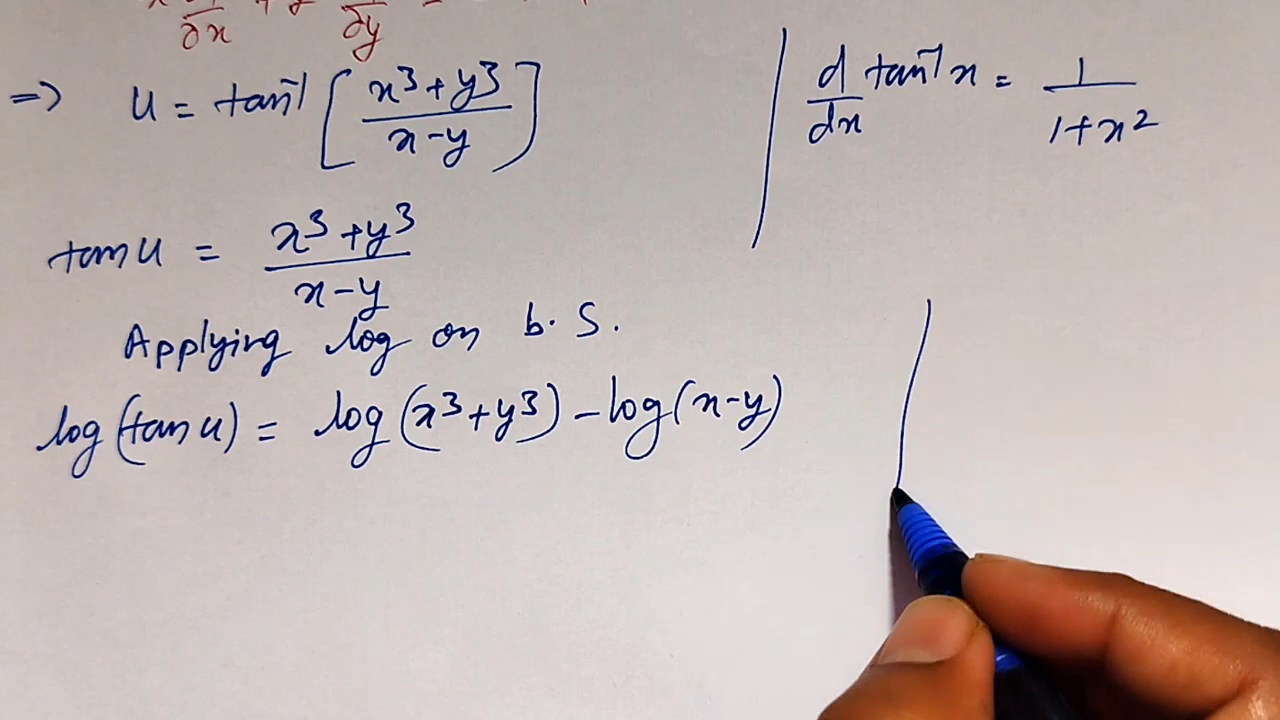 ∂x ∂y
=> u = tan⁻¹ [ (x³+y³)/(x-y) ]
d/dx tan⁻¹x = 1/(1+x²)
tan u = (x³+y³)/(x-y)
Applying log on b.S.
log(tan u) = log(x³+y³) - log(x-y)